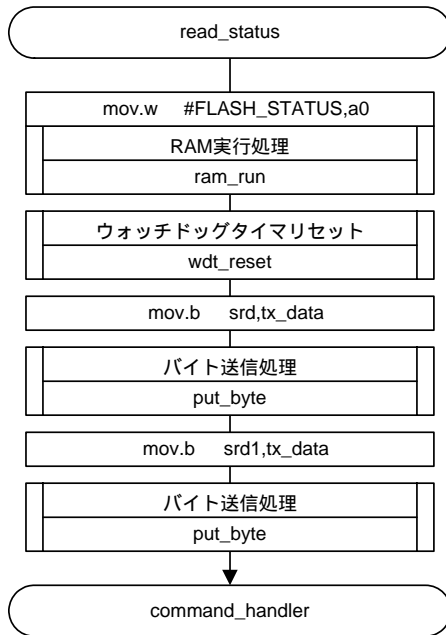 read_status
mov.w #FLASH_STATUS,a0
RAM実行処理
ram_run
ウォッチドッグタイマリセット
wdt_reset
mov.b srd,tx_data
バイト送信処理
put_byte
mov.b srd1,tx_data
バイト送信処理
put_byte
command_handler